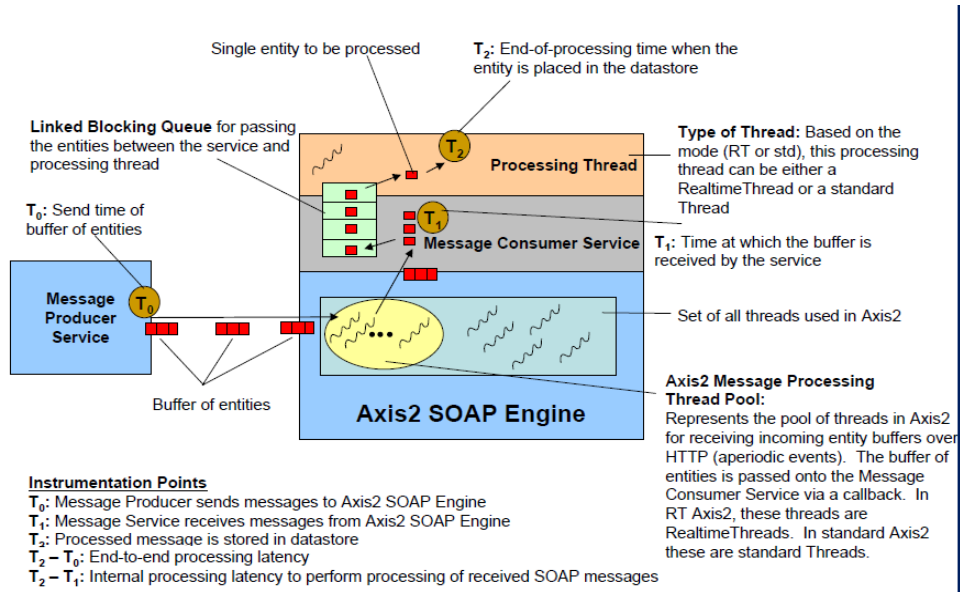 Single entity to be processed
T2: End-of-processing time when the
entity is placed in the datastore
Linked Blocking Queue for passing
the entities between the service and
processing thread
T2
Processing Thread
Type of Thread: Based on the
mode (RT or std), this processing
thread can be either a
RealtimeThread or a standard
Thread
T0: Send time of
buffer of entities
T1
Message Consumer Service
T1: Time at which the buffer is
received by the service
Message
Producer
Service
T0
Set of all threads used in Axis2
Buffer of entities
Axis2 SOAP Engine
Axis2 Message Processing
Thread Pool:
Represents the pool of threads in Axis2
for receiving incoming entity buffers over
HTTP (aperiodic events). The buffer of
entities is passed onto the Message
Consumer Service via a callback. In
RT Axis2, these threads are
RealtimeThreads. In standard Axis2
these are standard Threads.
Instrumentation Points
T0: Message Producer sends messages to Axis2 SOAP Engine
T1: Message Service receives messages from Axis2 SOAP Engine
T2: Processed message is stored in datastore
T2 – T0: End-to-end processing latency
T2 – T1: Internal processing latency to perform processing of received SOAP messages